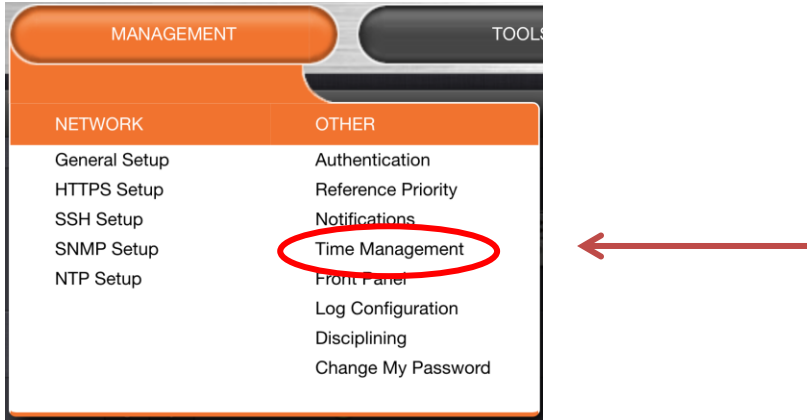 MANAGEMENT
TOOLS
NETWORK
General Setup
HTTPS Setup
SSH Setup
SNMP Setup
NTP Setup
OTHER
Authentication
Reference Priority
Notifications
Time Management
Front Panel
Log Configuration
Disciplining
Change My Password